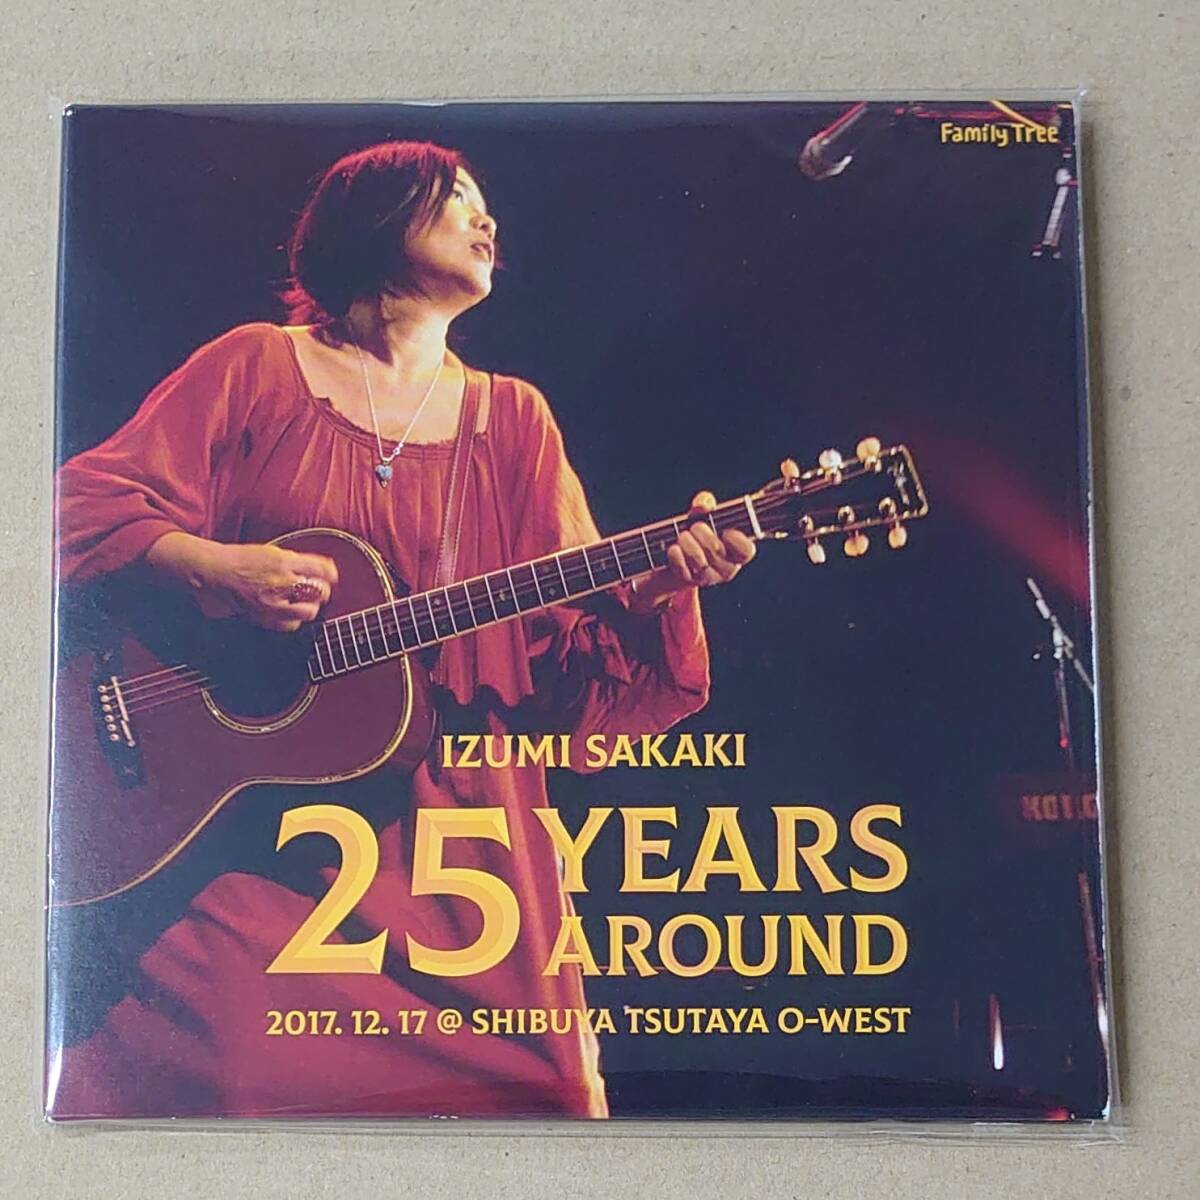 Family Tree
IZUMI SAKAKI
25 YEARS
AROUND
2017. 12. 17 @ SHIBUYA TSUTAYA O-WEST